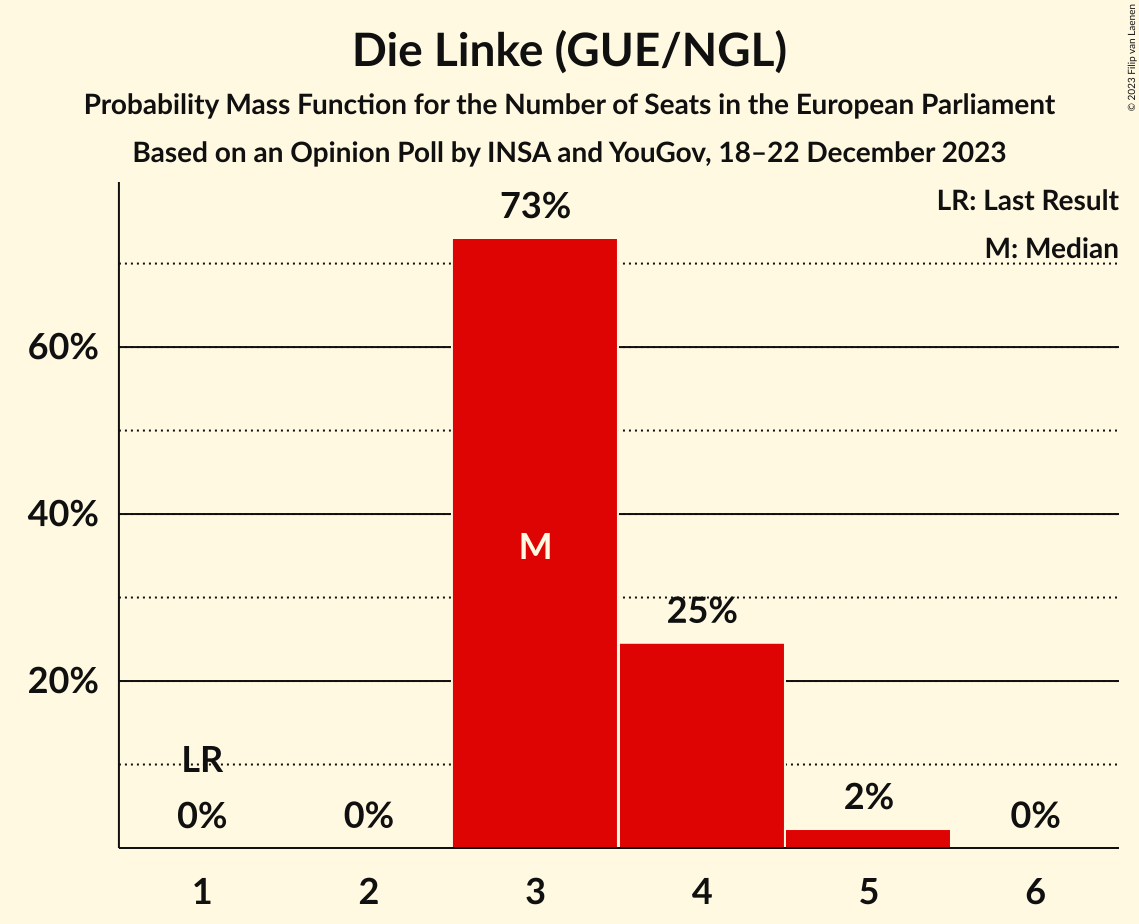 Die Linke (GUE/NGL)
Probability Mass Function for the Number of Seats in the European Parliament
Based on an Opinion Poll by INSA and YouGov, 18–22 December 2023
© 2023 Filip van Laenen
LR: Last Result
M: Median
73%
60%
40%
M
25%
20%
LR
0%
0%
2%
0%
1
2
3
4
5
6